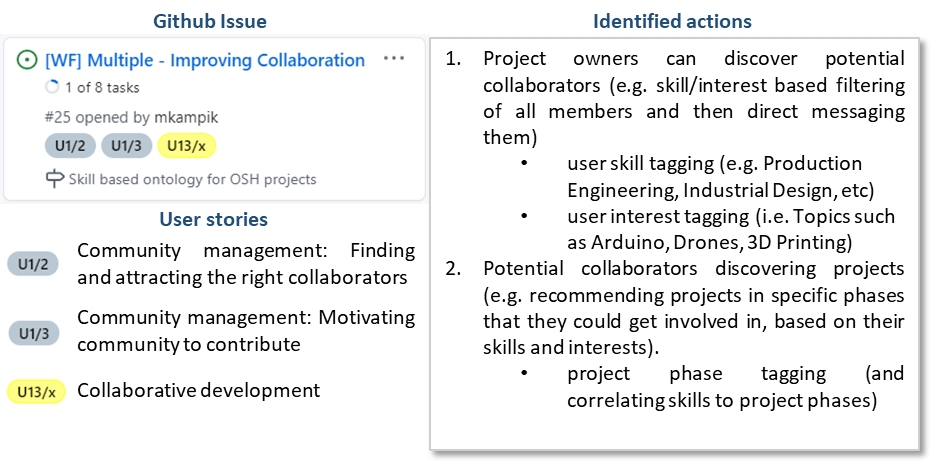 Github Issue
[WF] Multiple - Improving Collaboration
1 of 8 tasks
#25 opened by mkampik
U1/2 U1/3 U13/x
Skill based ontology for OSH projects
User stories
U1/2 Community management: Finding
and attracting the right collaborators
U1/3 Community management: Motivating
community to contribute
U13/x Collaborative development
Identified actions
1. Project owners can discover potential
collaborators (e.g. skill/interest based filtering
of all members and then direct messaging
them)
• user skill tagging (e.g. Production
Engineering, Industrial Design, etc)
• user interest tagging (i.e. Topics such
as Arduino, Drones, 3D Printing)
2. Potential collaborators discovering projects
(e.g. recommending projects in specific phases
that they could get involved in, based on their
skills and interests).
• project phase tagging (and
correlating skills to project phases)